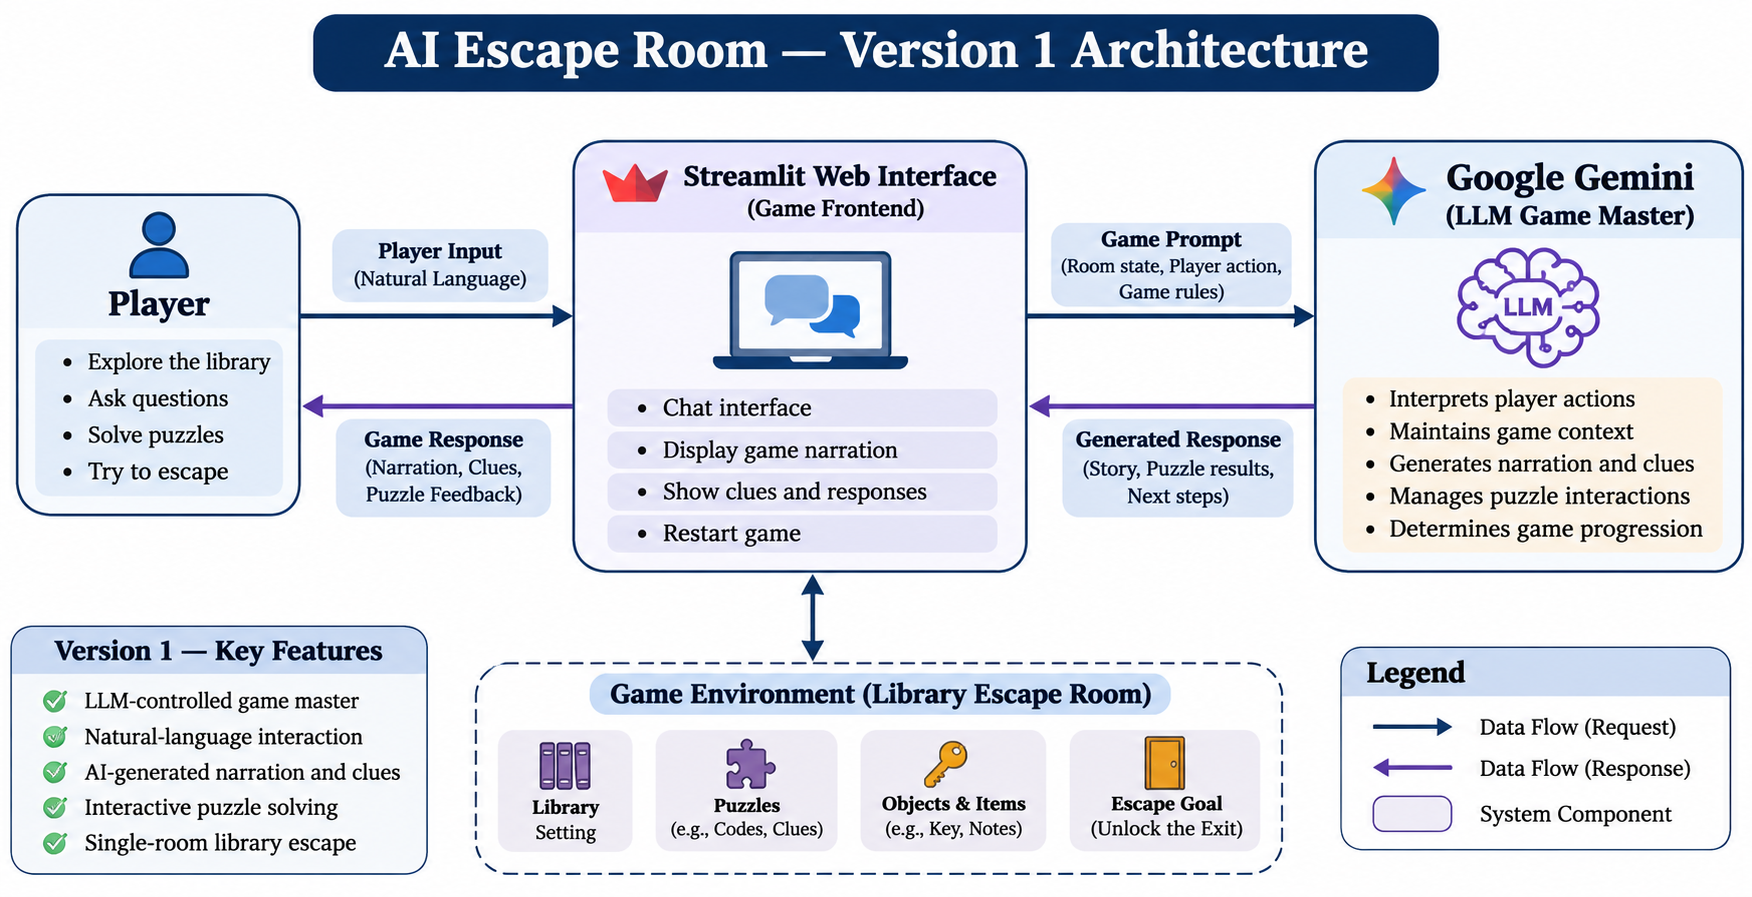 AI Escape Room — Version 1 Architecture
Player
• Explore the library
• Ask questions
• Solve puzzles
• Try to escape
Player Input
(Natural Language)
Game Response
(Narration, Clues,
Puzzle Feedback)
Streamlit Web Interface
(Game Frontend)
• Chat interface
• Display game narration
• Show clues and responses
• Restart game
Game Prompt
(Room state, Player action,
Game rules)
Generated Response
(Story, Puzzle results,
Next steps)
Google Gemini
(LLM Game Master)
LLM
• Interprets player actions
• Maintains game context
• Generates narration and clues
• Manages puzzle interactions
• Determines game progression
Version 1 — Key Features
LLM-controlled game master
Natural-language interaction
AI-generated narration and clues
Interactive puzzle solving
Single-room library escape
Game Environment (Library Escape Room)
Library
Setting
Puzzles
(e.g., Codes, Clues)
Objects & Items
(e.g., Key, Notes)
Escape Goal
(Unlock the Exit)
Legend
Data Flow (Request)
Data Flow (Response)
System Component